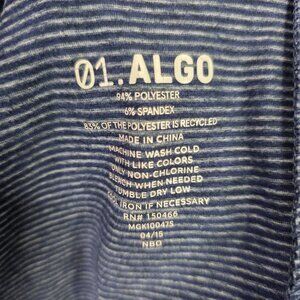 01.ALGO
94% POLYESTER
6% SPANDEX
83% OF THE POLYESTER IS RECYCLED
MADE IN CHINA
MACHINE WASH COLD
WITH LIKE COLORS
ONLY NON-CHLORINE
BLEACH WHEN NEEDED
TUMBLE DRY LOW
COOL IRON IF NECESSARY
RN# 150466
MGK100475
04/15
NBO